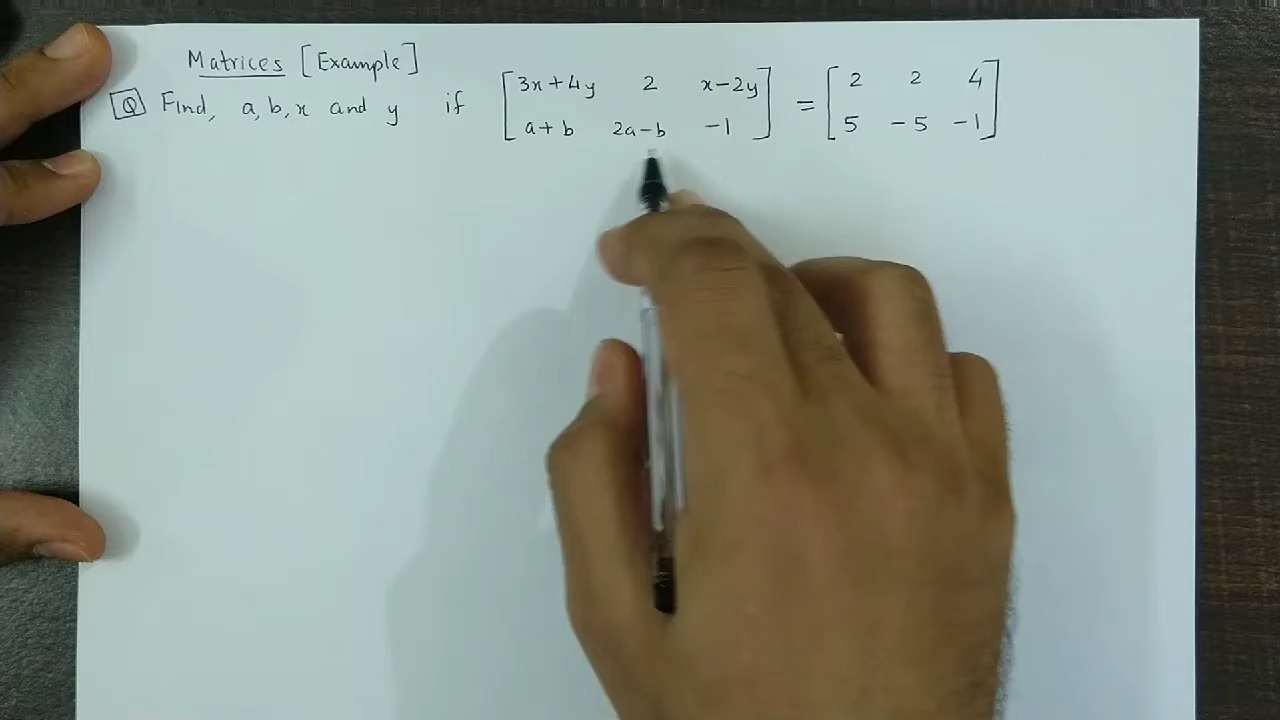 Matrices [Example]
Q Find, a, b, x and y if [3x+4y 2 x-2y] = [2 2 4]
[a+b 2a-b -1] [5 -5 -1]